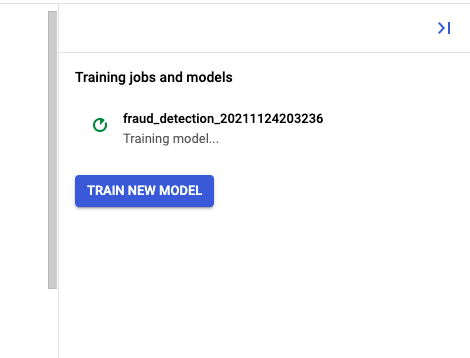 Training jobs and models
fraud_detection_20211124203236
Training model...
TRAIN NEW MODEL